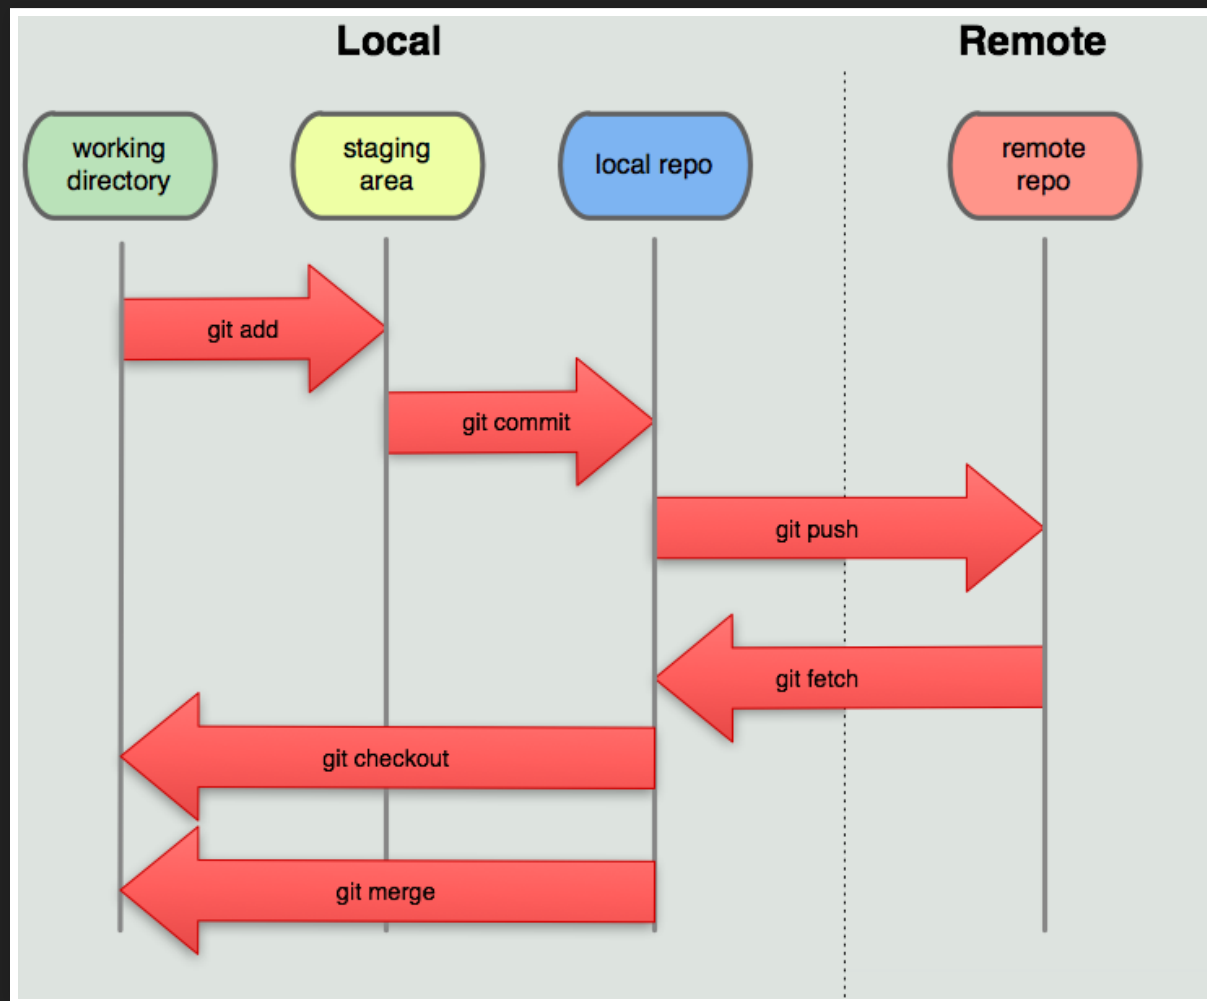 Local
Remote
working
directory
staging
area
local repo
remote
repo
git add
git commit
git push
git fetch
git checkout
git merge